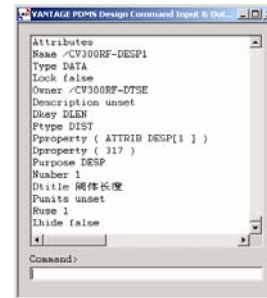 VANTAGE PDMS Design Command Input & Out...
Attributes
Name /CV300RF-DESP1
Type DATA
Lock false
Owner /CV300RF-DTSE
Description unset
Dkey DLEN
Ptype DIST
Pproperty ( ATTRIB DESP[1 ] )
Dproperty ( 317 )
Purpose DESP
Number 1
Dtitle 阀体长度
Punits unset
Ruse 1
Lhide false
Command>